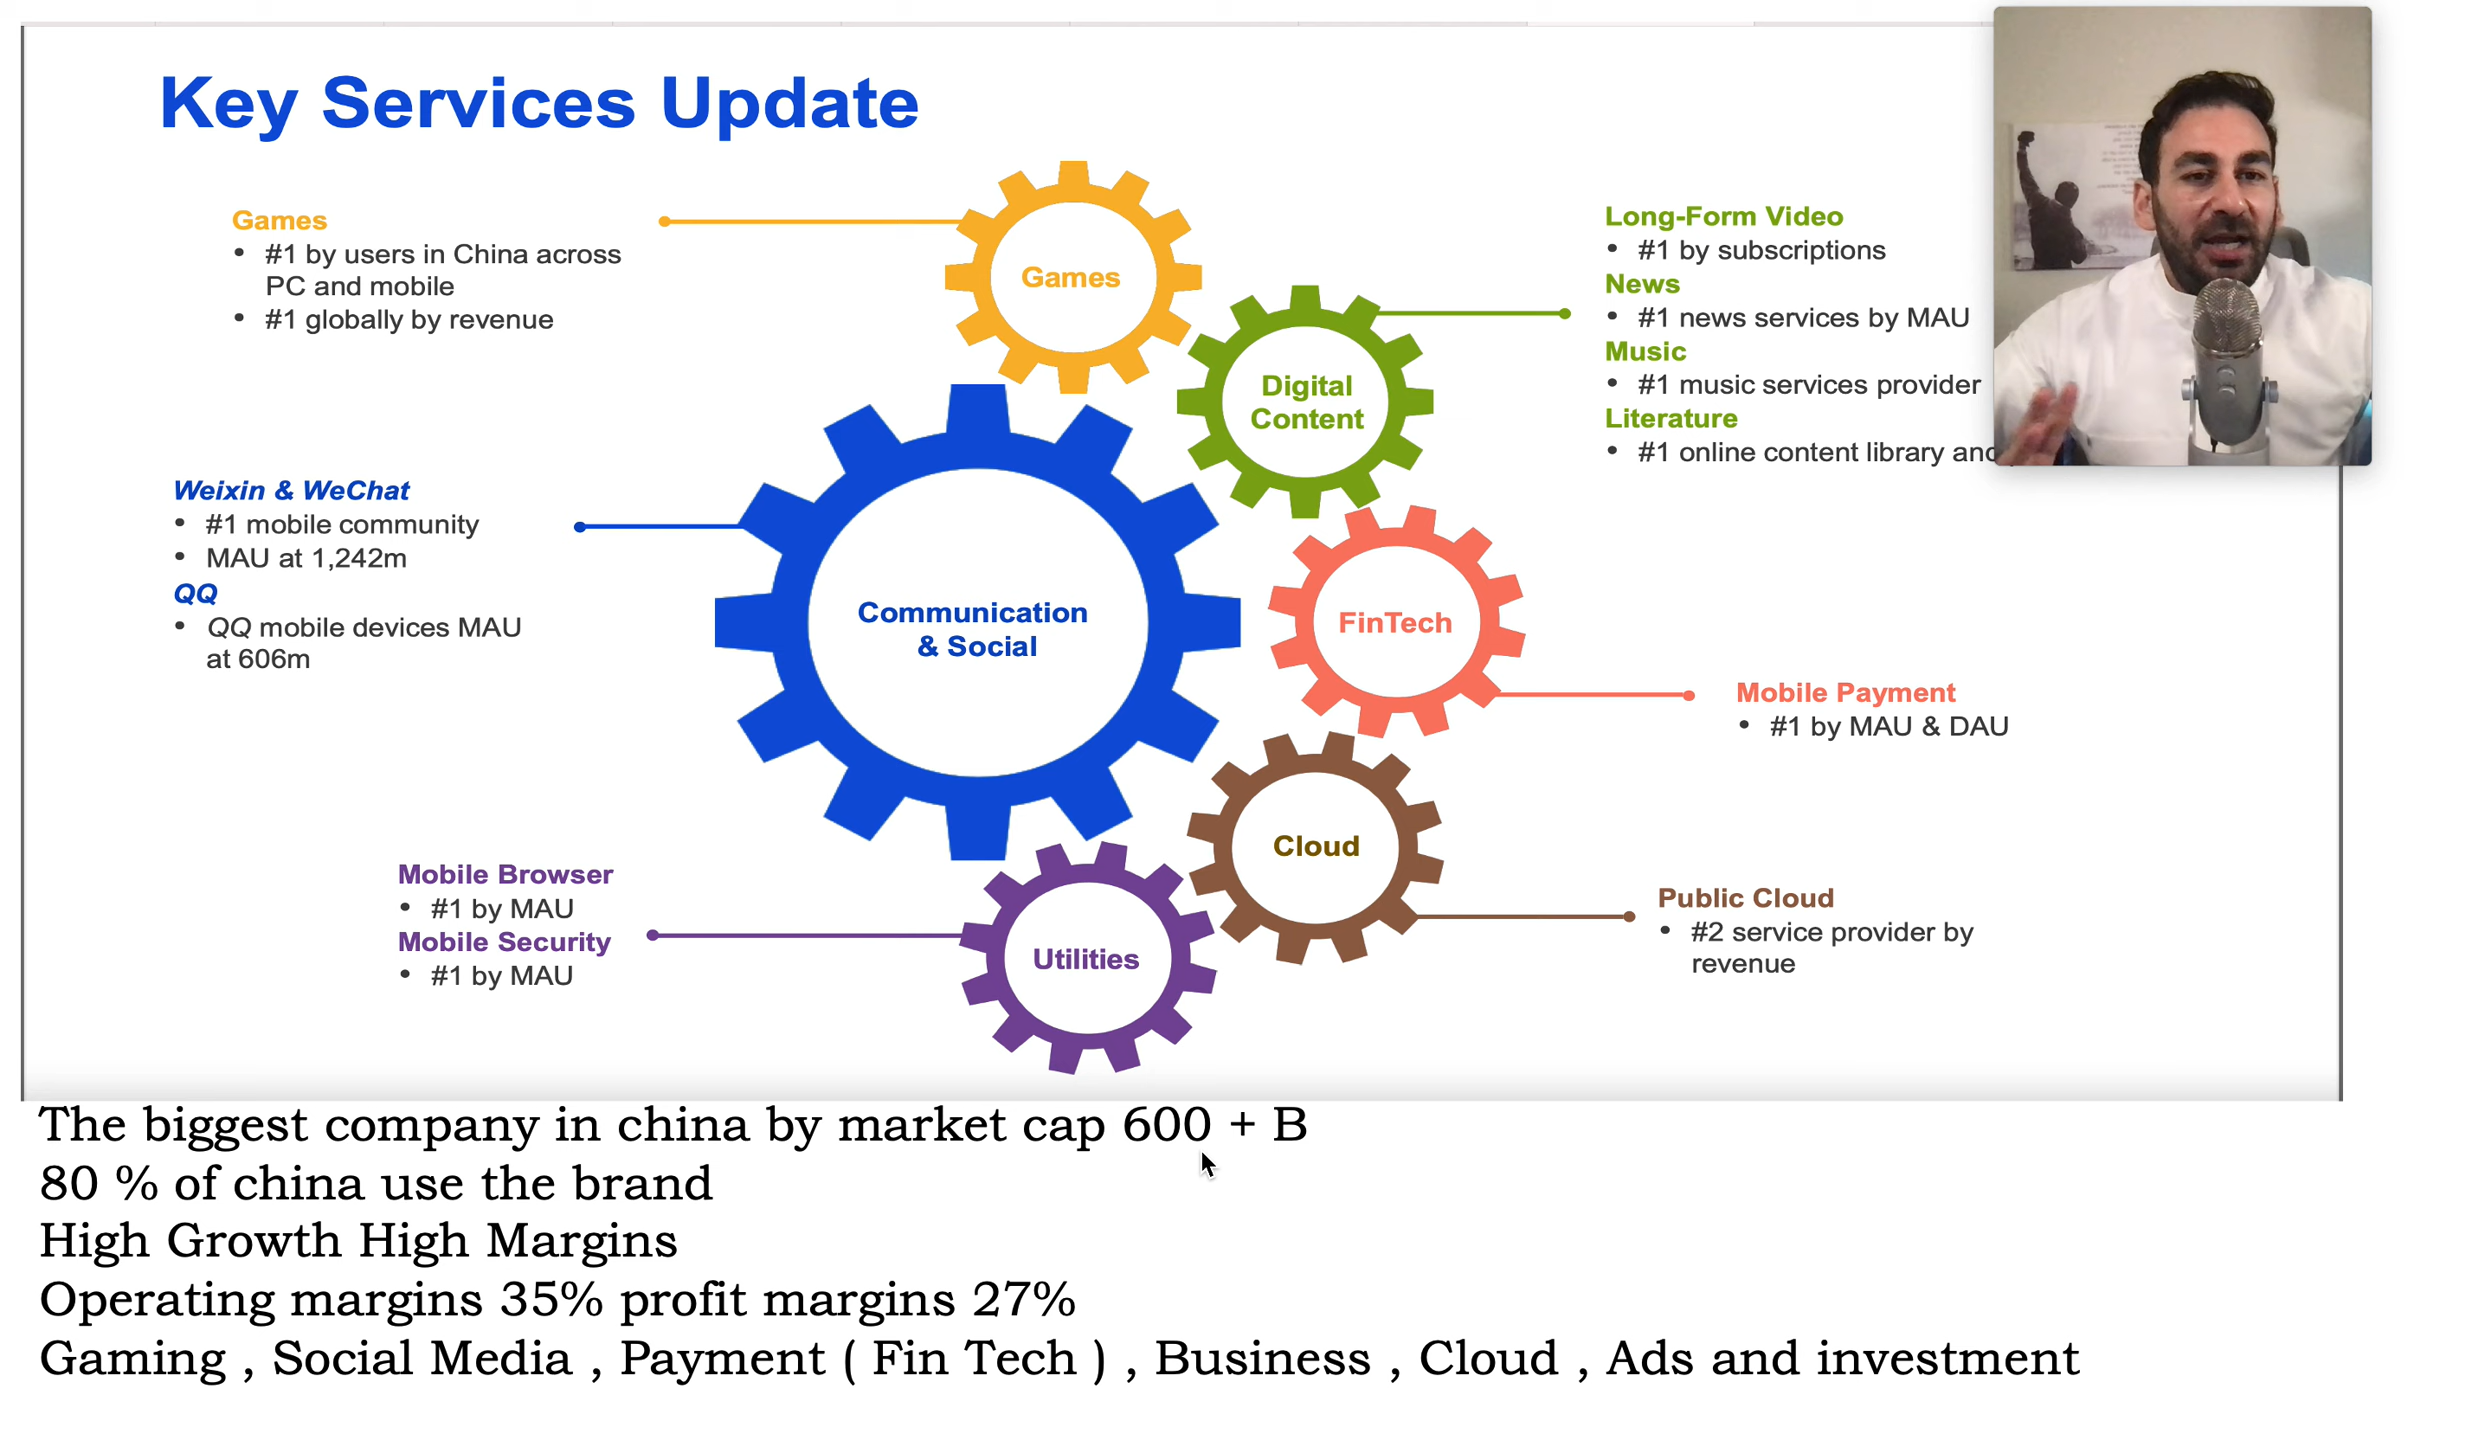 Key Services Update
Games
• #1 by users in China across
PC and mobile
• #1 globally by revenue
Weixin & WeChat
• #1 mobile community
• MAU at 1,242m
QQ
• QQ mobile devices MAU
at 606m
Mobile Browser
• #1 by MAU
Mobile Security
• #1 by MAU
Games
Digital
Content
Communication
& Social
FinTech
Cloud
Utilities
Long-Form Video
• #1 by subscriptions
News
• #1 news services by MAU
Music
• #1 music services provider
Literature
• #1 online content library and
Mobile Payment
• #1 by MAU & DAU
Public Cloud
• #2 service provider by
revenue
The biggest company in china by market cap 600 + B
80 % of china use the brand
High Growth High Margins
Operating margins 35% profit margins 27%
Gaming , Social Media , Payment ( Fin Tech ) , Business , Cloud , Ads and investment